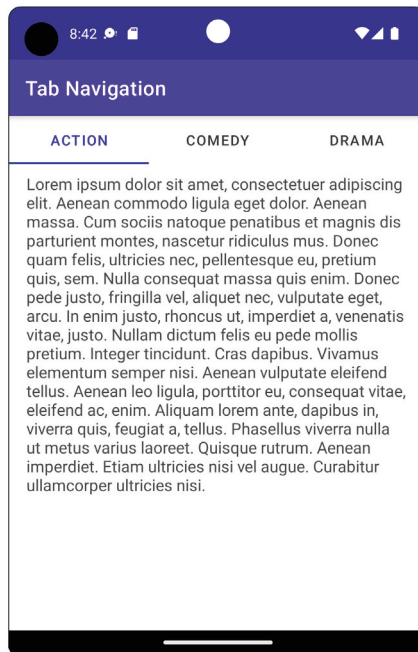 8:42
Tab Navigation
ACTION COMEDY DRAMA
Lorem ipsum dolor sit amet, consectetuer adipiscing
elit. Aenean commodo ligula eget dolor. Aenean
massa. Cum sociis natoque penatibus et magnis dis
parturient montes, nascetur ridiculus mus. Donec
quam felis, ultricies nec, pellentesque eu, pretium
quis, sem. Nulla consequat massa quis enim. Donec
pede justo, fringilla vel, aliquet nec, vulputate eget,
arcu. In enim justo, rhoncus ut, imperdiet a, venenatis
vitae, justo. Nullam dictum felis eu pede mollis
pretium. Integer tincidunt. Cras dapibus. Vivamus
elementum semper nisi. Aenean vulputate eleifend
tellus. Aenean leo ligula, porttitor eu, consequat vitae,
eleifend ac, enim. Aliquam lorem ante, dapibus in,
viverra quis, feugiat a, tellus. Phasellus viverra nulla
ut metus varius laoreet. Quisque rutrum. Aenean
imperdiet. Etiam ultricies nisi vel augue. Curabitur
ullamcorper ultricies nisi.